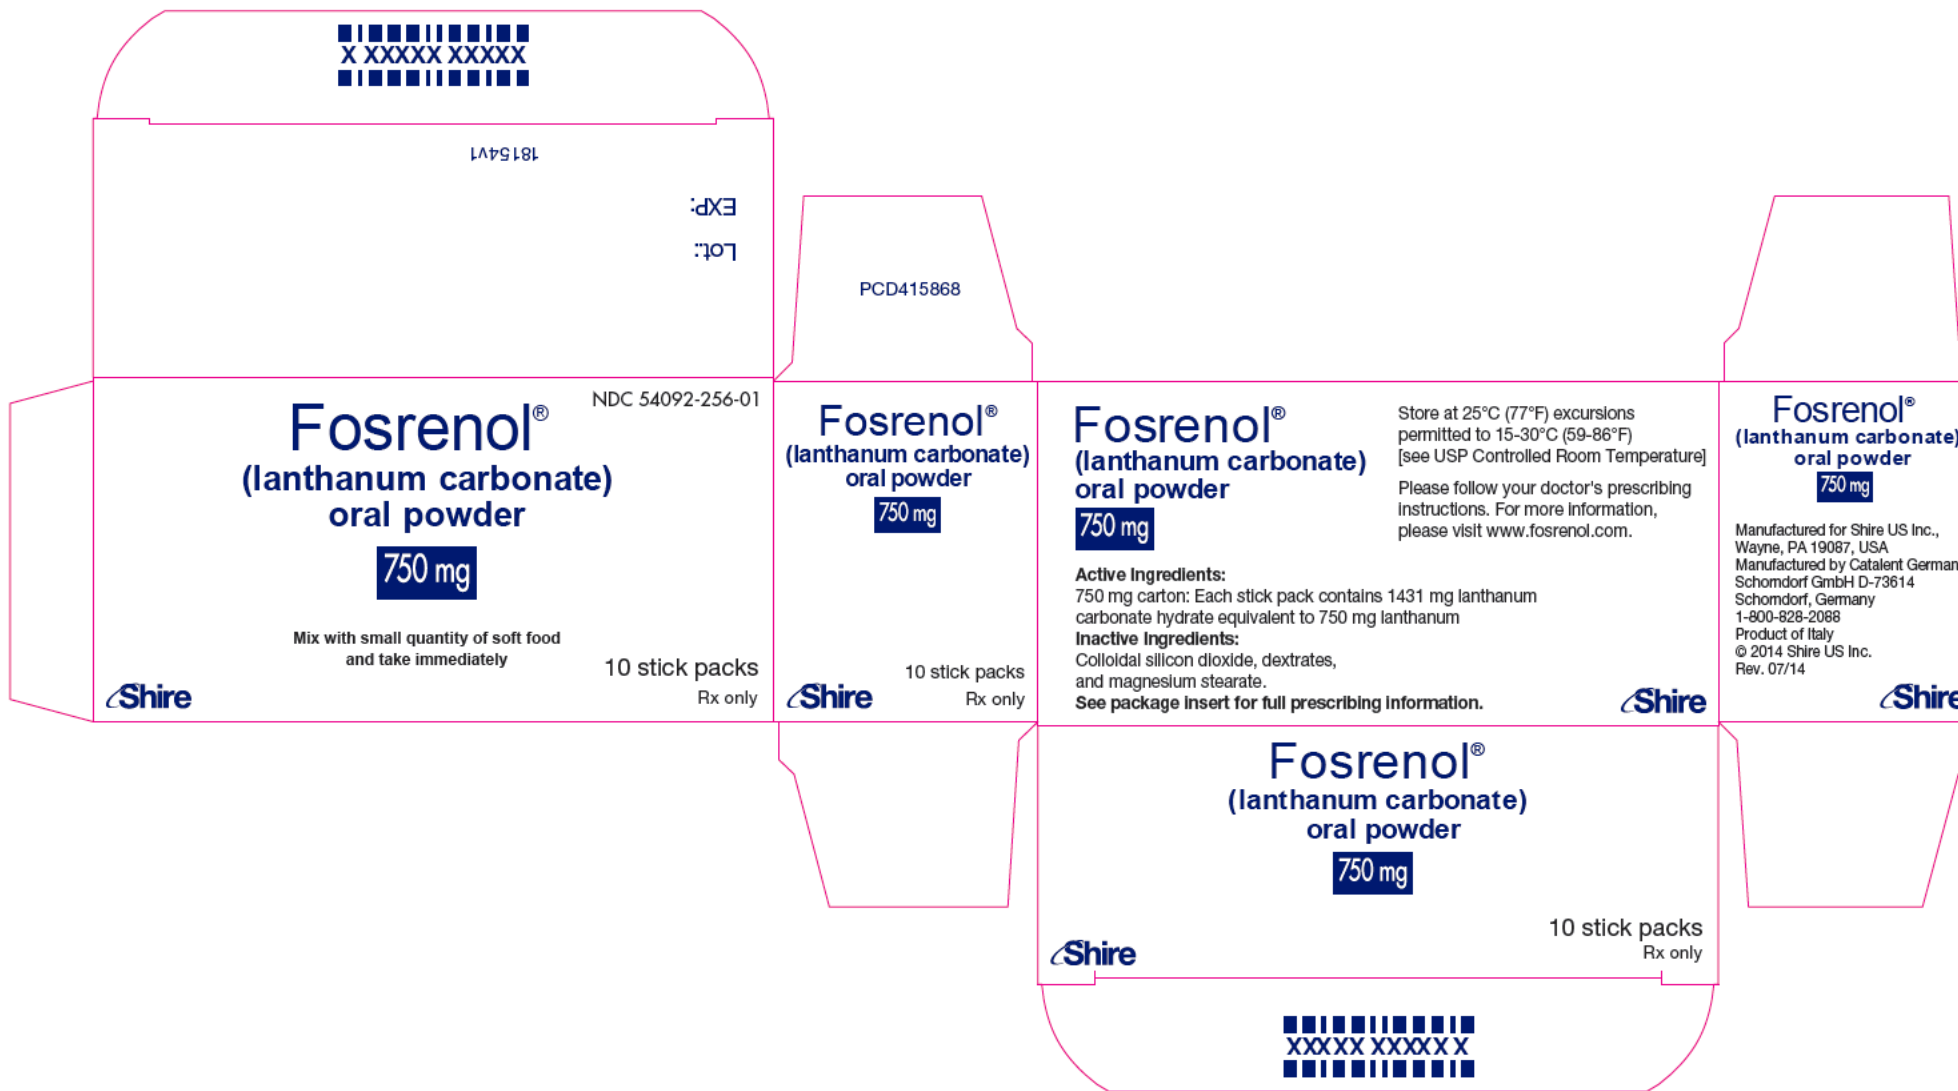 X XXXXX XXXXX
18154v1
EXP:
Lot.:
PCD415868
NDC 54092-256-01
Fosrenol®
(lanthanum carbonate)
oral powder
750 mg
Mix with small quantity of soft food
and take immediately
10 stick packs
Rx only
Shire
Fosrenol®
(lanthanum carbonate)
oral powder
750 mg
10 stick packs
Rx only
Shire
Fosrenol®
(lanthanum carbonate)
oral powder
750 mg
Store at 25°C (77°F) excursions
permitted to 15-30°C (59-86°F)
[see USP Controlled Room Temperature]
Please follow your doctor's prescribing
instructions. For more information,
please visit www.fosrenol.com.
Active Ingredients:
750 mg carton: Each stick pack contains 1431 mg lanthanum
carbonate hydrate equivalent to 750 mg lanthanum
Inactive Ingredients:
Colloidal silicon dioxide, dextrates,
and magnesium stearate.
See package insert for full prescribing information.
Shire
Fosrenol®
(lanthanum carbonate)
oral powder
750 mg
Manufactured for Shire US Inc.,
Wayne, PA 19087, USA
Manufactured by Catalent German
Schorndorf GmbH D-73614
Schorndorf, Germany
1-800-828-2088
Product of Italy
© 2014 Shire US Inc.
Rev. 07/14
Shire
Fosrenol®
(lanthanum carbonate)
oral powder
750 mg
10 stick packs
Rx only
Shire
XXXXX XXXXX X